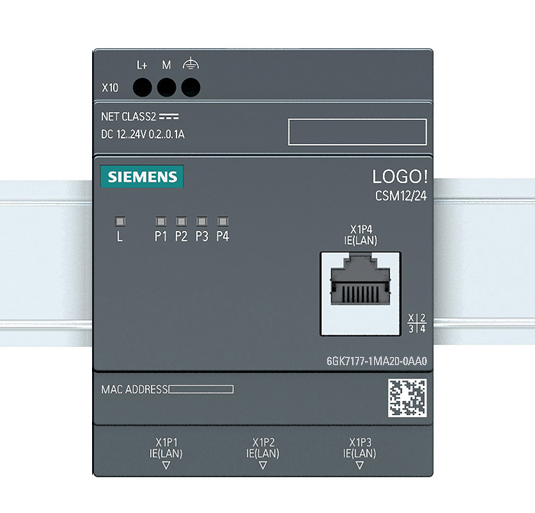 L+ M
X10
NET CLASS2
DC 12..24V 0.2..0.1A
SIEMENS
LOGO!
CSM12/24
L P1 P2 P3 P4
X1P4
IE(LAN)
X 2
3 4
6GK7177-1MA20-0AA0
MAC ADDRESS
X1P1 X1P2 X1P3
IE(LAN) IE(LAN) IE(LAN)